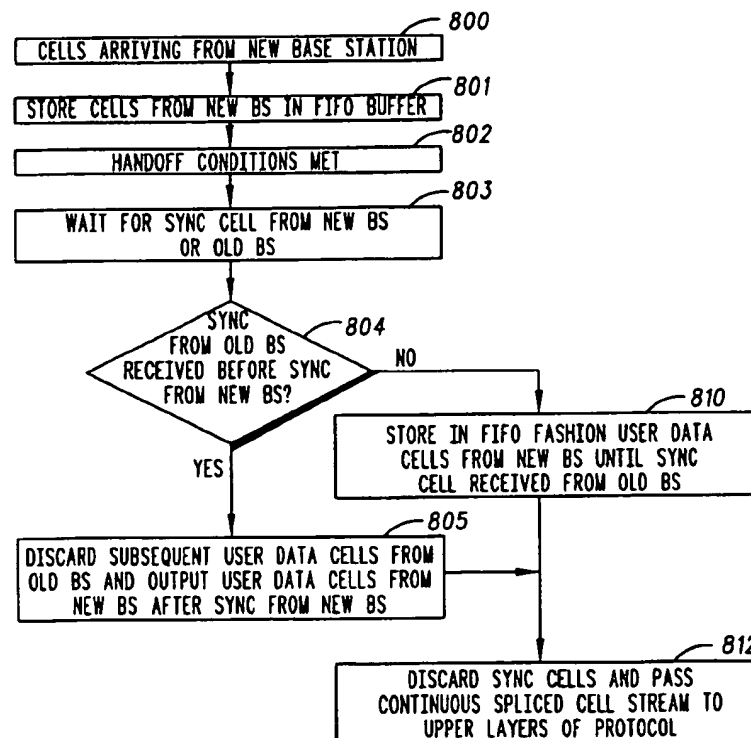 800
CELLS ARRIVING FROM NEW BASE STATION
801
STORE CELLS FROM NEW BS IN FIFO BUFFER
802
HANDOFF CONDITIONS MET
803
WAIT FOR SYNC CELL FROM NEW BS
OR OLD BS
804
SYNC
FROM OLD BS
RECEIVED BEFORE SYNC
FROM NEW BS?
NO
YES
810
STORE IN FIFO FASHION USER DATA
CELLS FROM NEW BS UNTIL SYNC
CELL RECEIVED FROM OLD BS
805
DISCARD SUBSEQUENT USER DATA CELLS FROM
OLD BS AND OUTPUT USER DATA CELLS FROM
NEW BS AFTER SYNC FROM NEW BS
812
DISCARD SYNC CELLS AND PASS
CONTINUOUS SPLICED CELL STREAM TO
UPPER LAYERS OF PROTOCOL